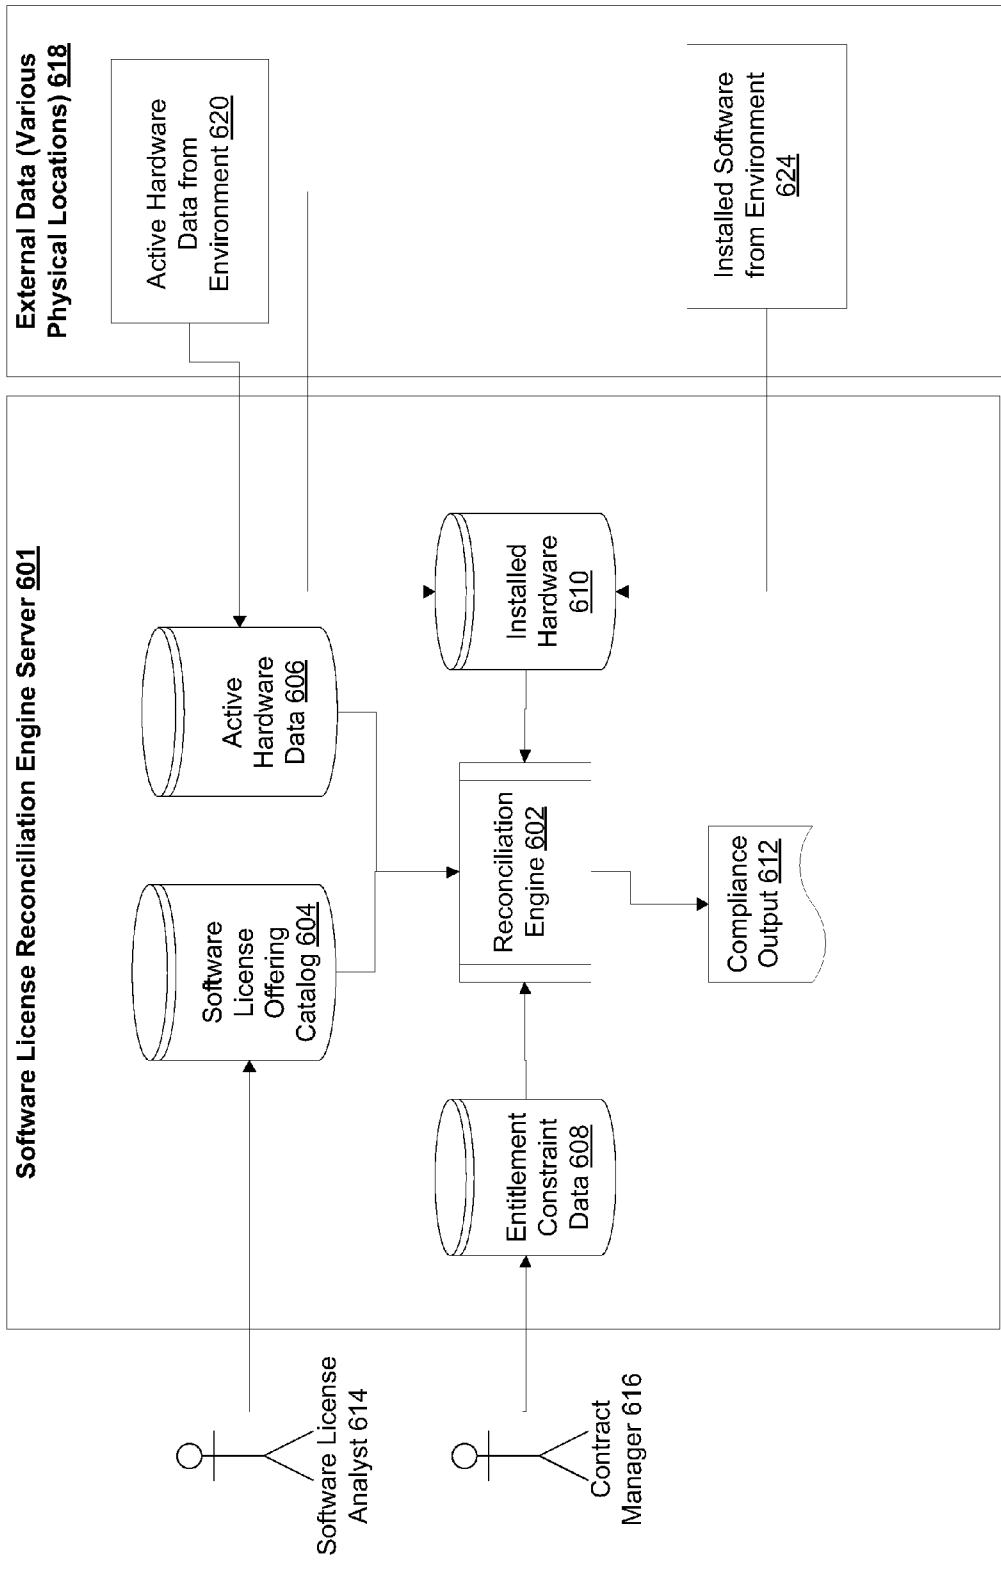 Software License Reconciliation Engine Server 601
External Data (Various
Physical Locations) 618
Software License
Analyst 614
Software
License
Offering
Catalog 604
Active
Hardware
Data 606
Active Hardware
Data from
Environment 620
Contract
Manager 616
Entitlement
Constraint
Data 608
Reconciliation
Engine 602
Installed
Hardware
610
Installed Software
from Environment
624
Compliance
Output 612